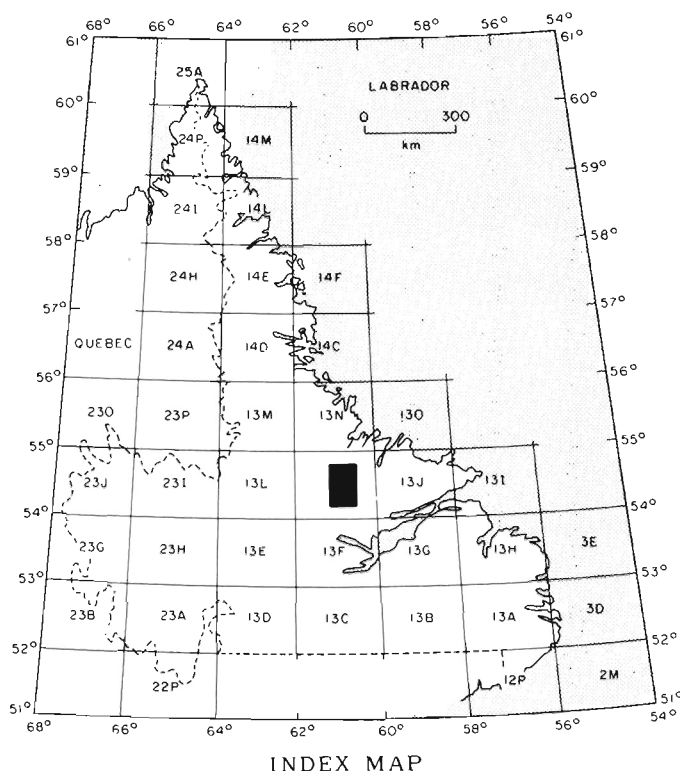 68° 66° 64° 62° 60° 58° 56° 54°
61° 61°
25A
LABRADOR
60° 60°
0 300
km
24P 14M
59° 59°
24I 14L
58° 58°
24H 14E 14F
57° 57°
QUEBEC 24A 14D 14C
56° 56°
23O 23P 13M 13N 13O
55° 55°
23J 23I 13L 13J 13I
54° 54°
23G 23H 13E 13F 13G 13H 3E
53° 53°
23B 23A 13D 13C 13B 13A 3D
52° 52°
22P 12P 2M
51° 51°
68° 66° 64° 62° 60° 58° 56° 54°
INDEX MAP